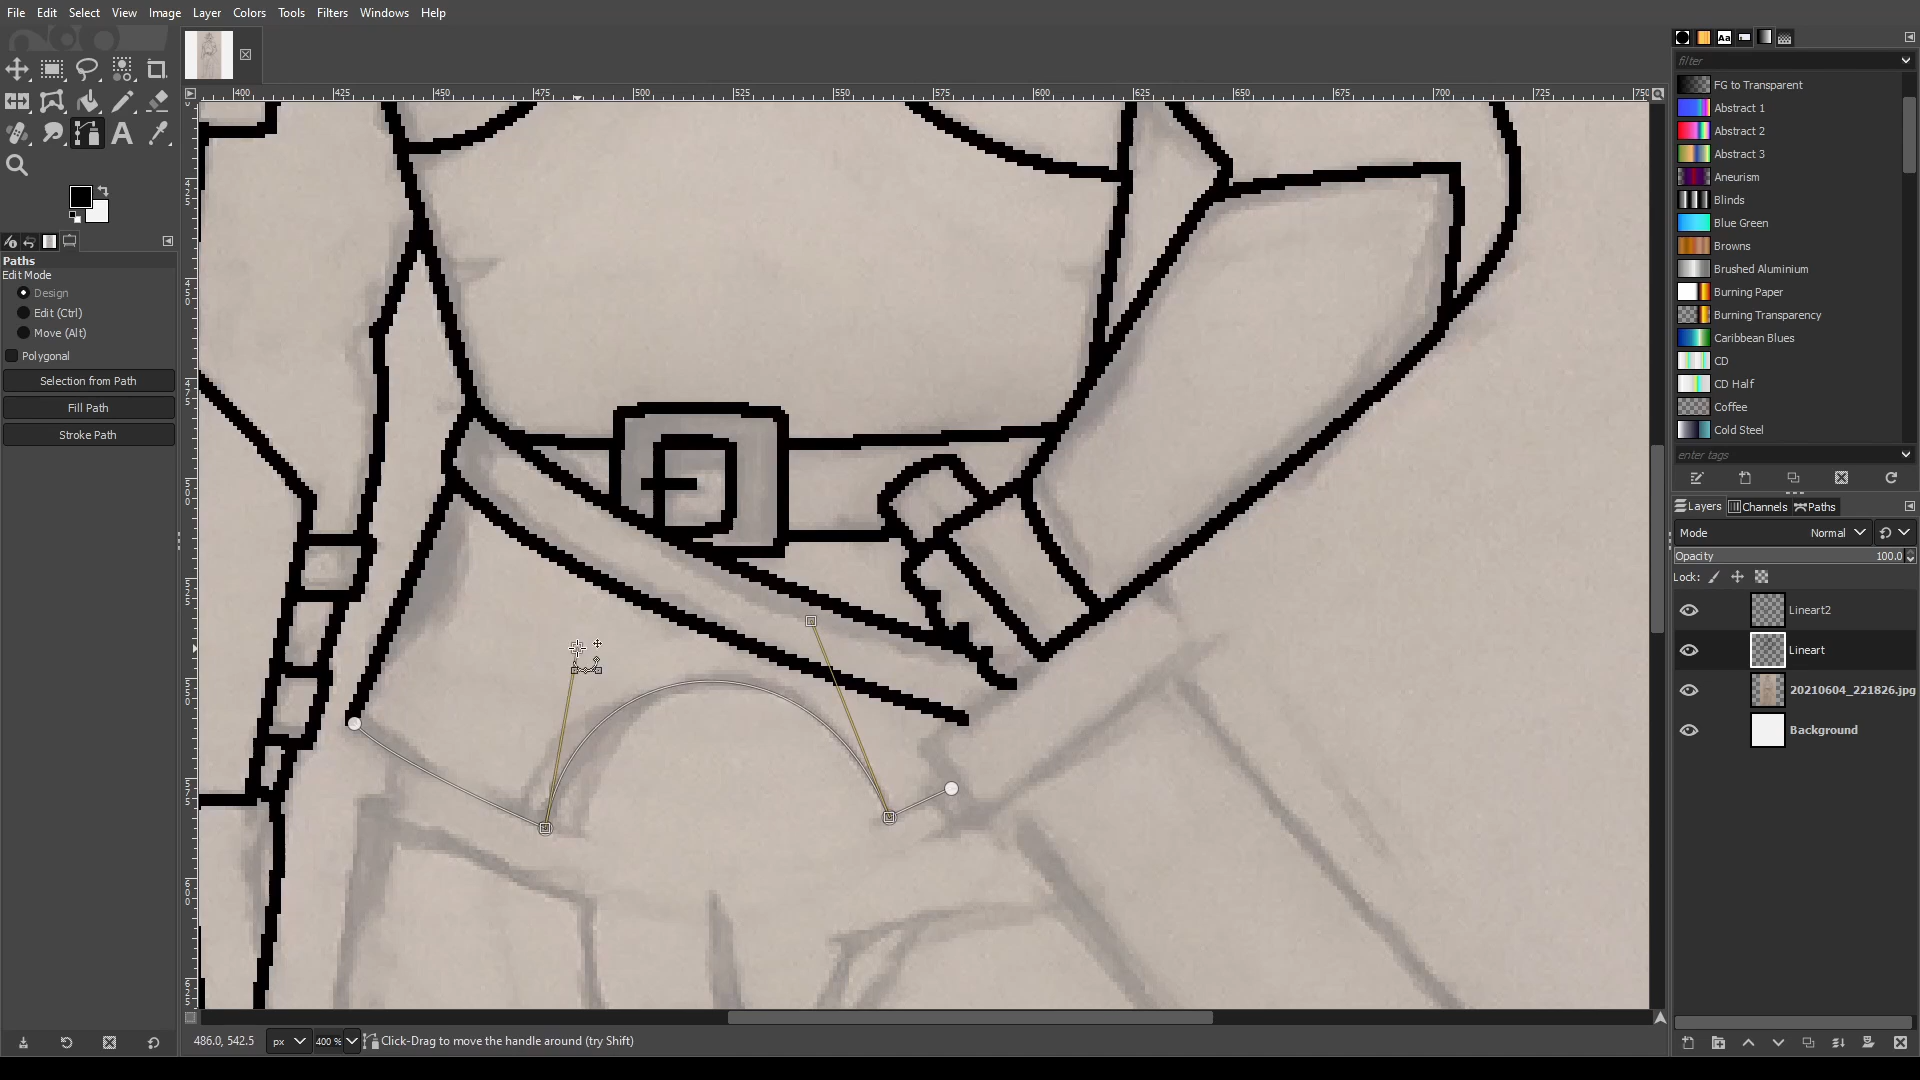 File Edit Select View Image Layer Colors Tools Filters Windows Help
400 425 450 475 500 525 550 575 600 625 650 675 700 725 750
Paths
Edit Mode
Design
Edit (Ctrl)
Move (Alt)
Polygonal
Selection from Path
Fill Path
Stroke Path
486.0, 542.5 px 400 % Click-Drag to move the handle around (try Shift)
filter
FG to Transparent
Abstract 1
Abstract 2
Abstract 3
Aneurism
Blinds
Blue Green
Browns
Brushed Aluminium
Burning Paper
Burning Transparency
Caribbean Blues
CD
CD Half
Coffee
Cold Steel
enter tags
Layers Channels Paths
Mode Normal
Opacity 100.0
Lock:
Lineart2
Lineart
20210604_221826.jpg
Background